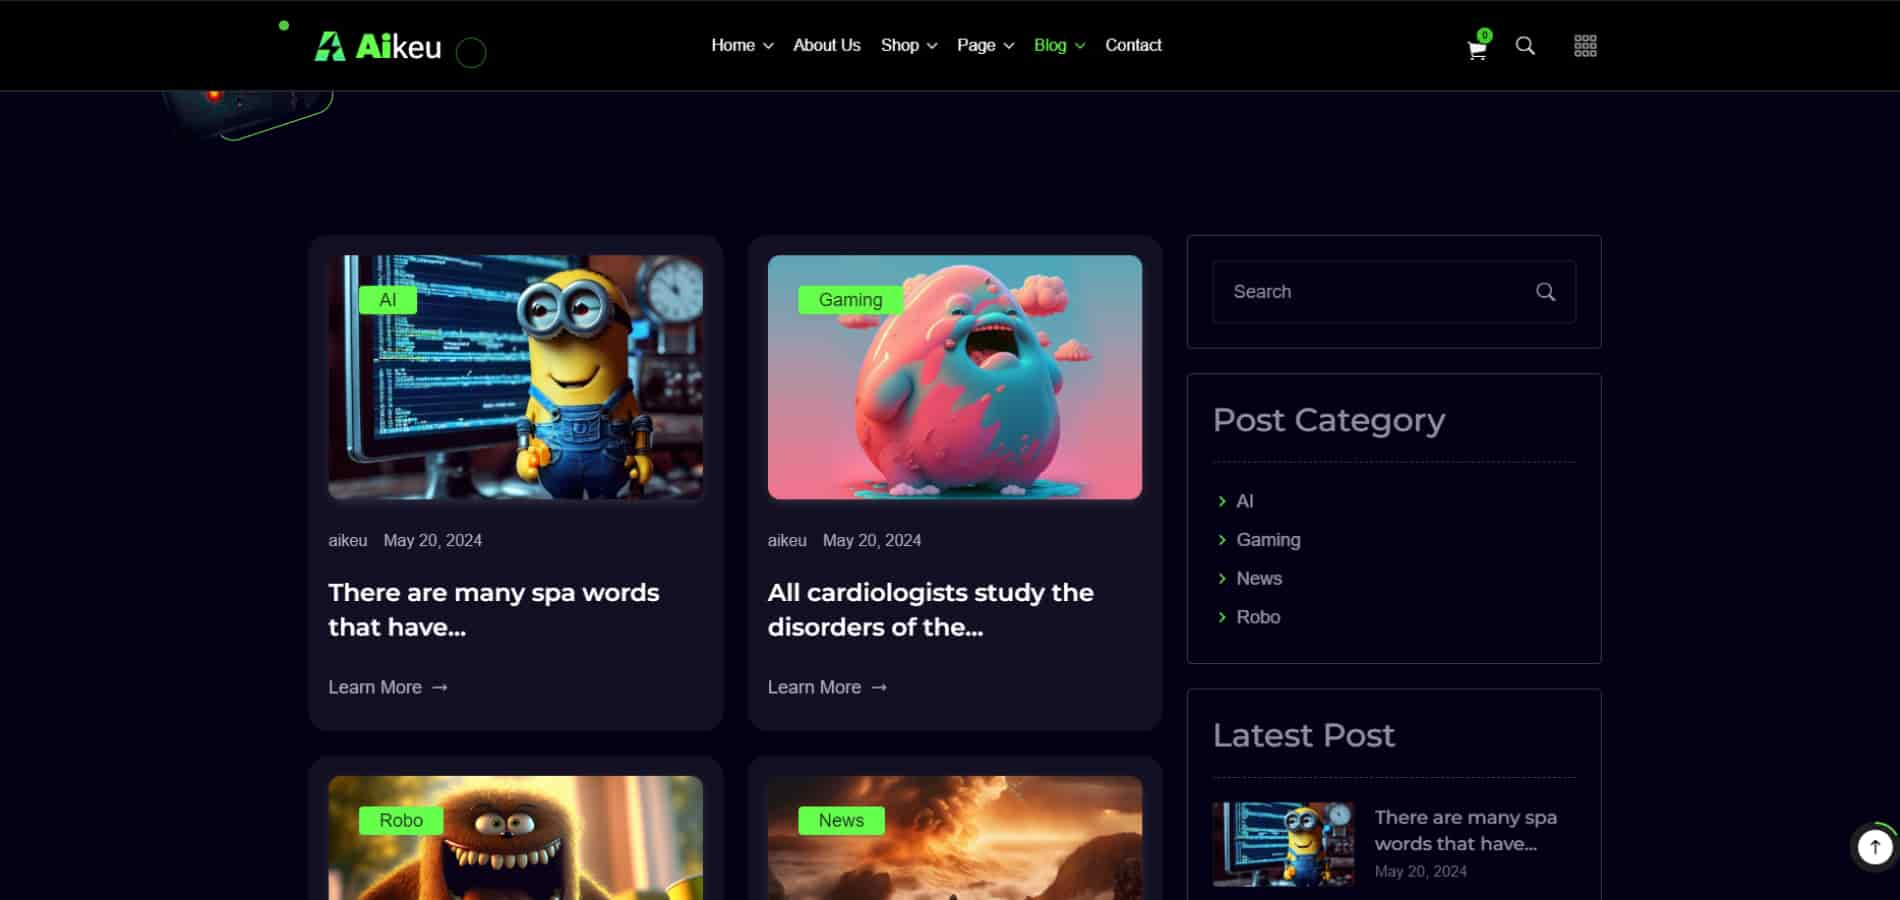 Aikeu
Home
About Us
Shop
Page
Blog
Contact
0
AI
Gaming
Search
Post Category
AI
Gaming
News
Robo
aikeu May 20, 2024
There are many spa words
that have...
Learn More →
aikeu May 20, 2024
All cardiologists study the
disorders of the...
Learn More →
Latest Post
There are many spa
words that have...
May 20, 2024
Robo
News